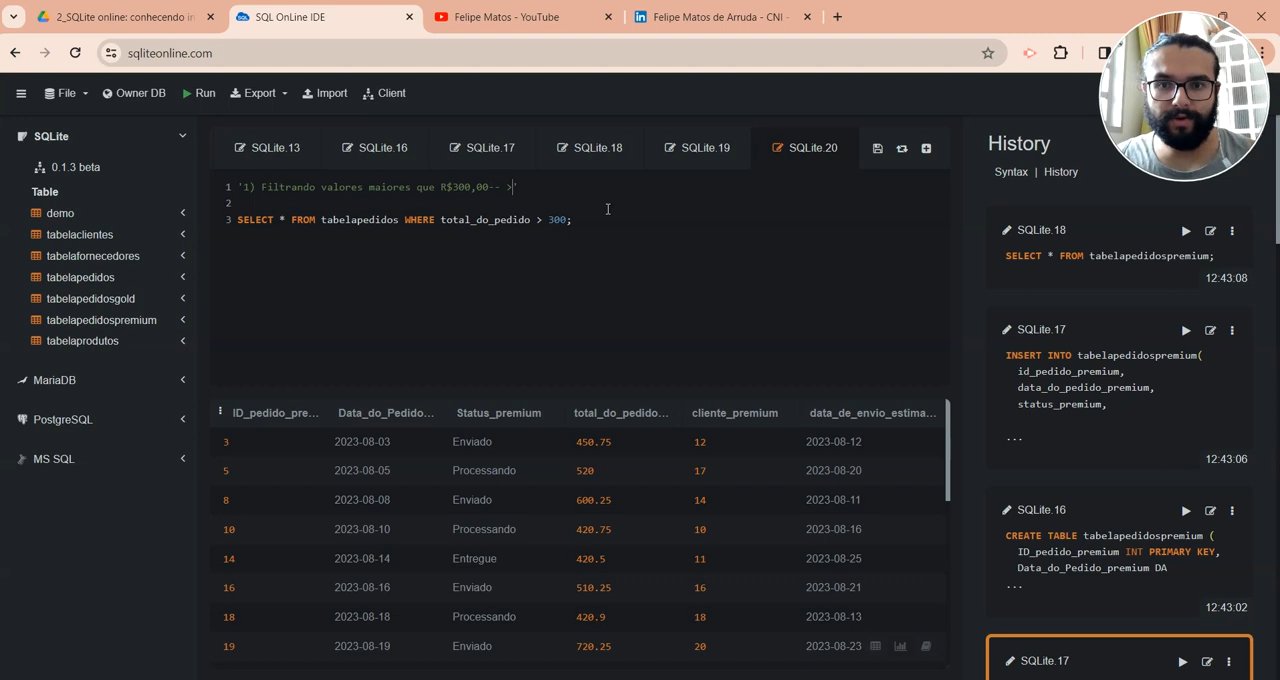 2_SQLite online: conhecendo in
SQL OnLine IDE
Felipe Matos - YouTube
Felipe Matos de Arruda - CNI -
sqliteonline.com
File
Owner DB
Run
Export
Import
Client
SQLite
0.1.3 beta
Table
demo
tabelaclientes
tabelafornecedores
tabelapedidos
tabelapedidosgold
tabelapedidospremium
tabelaprodutos
MariaDB
PostgreSQL
MS SQL
SQLite.13 SQLite.16 SQLite.17 SQLite.18 SQLite.19 SQLite.20
1 '1) Filtrando valores maiores que R$300,00-- >'
2
3 SELECT * FROM tabelapedidos WHERE total_do_pedido > 300;
ID_pedido_pre... Data_do_Pedido... Status_premium total_do_pedido... cliente_premium data_de_envio_estima...
3 2023-08-03 Enviado 450.75 12 2023-08-12
5 2023-08-05 Processando 520 17 2023-08-20
8 2023-08-08 Enviado 600.25 14 2023-08-11
10 2023-08-10 Processando 420.75 10 2023-08-16
14 2023-08-14 Entregue 420.5 11 2023-08-25
16 2023-08-16 Enviado 510.25 16 2023-08-21
18 2023-08-18 Processando 420.9 18 2023-08-13
19 2023-08-19 Enviado 720.25 20 2023-08-23
History
Syntax | History
SQLite.18
SELECT * FROM tabelapedidospremium;
12:43:08
SQLite.17
INSERT INTO tabelapedidospremium(
id_pedido_premium,
data_do_pedido_premium,
status_premium,
...
12:43:06
SQLite.16
CREATE TABLE tabelapedidospremium (
ID_pedido_premium INT PRIMARY KEY,
Data_do_Pedido_premium DA
...
12:43:02
SQLite.17